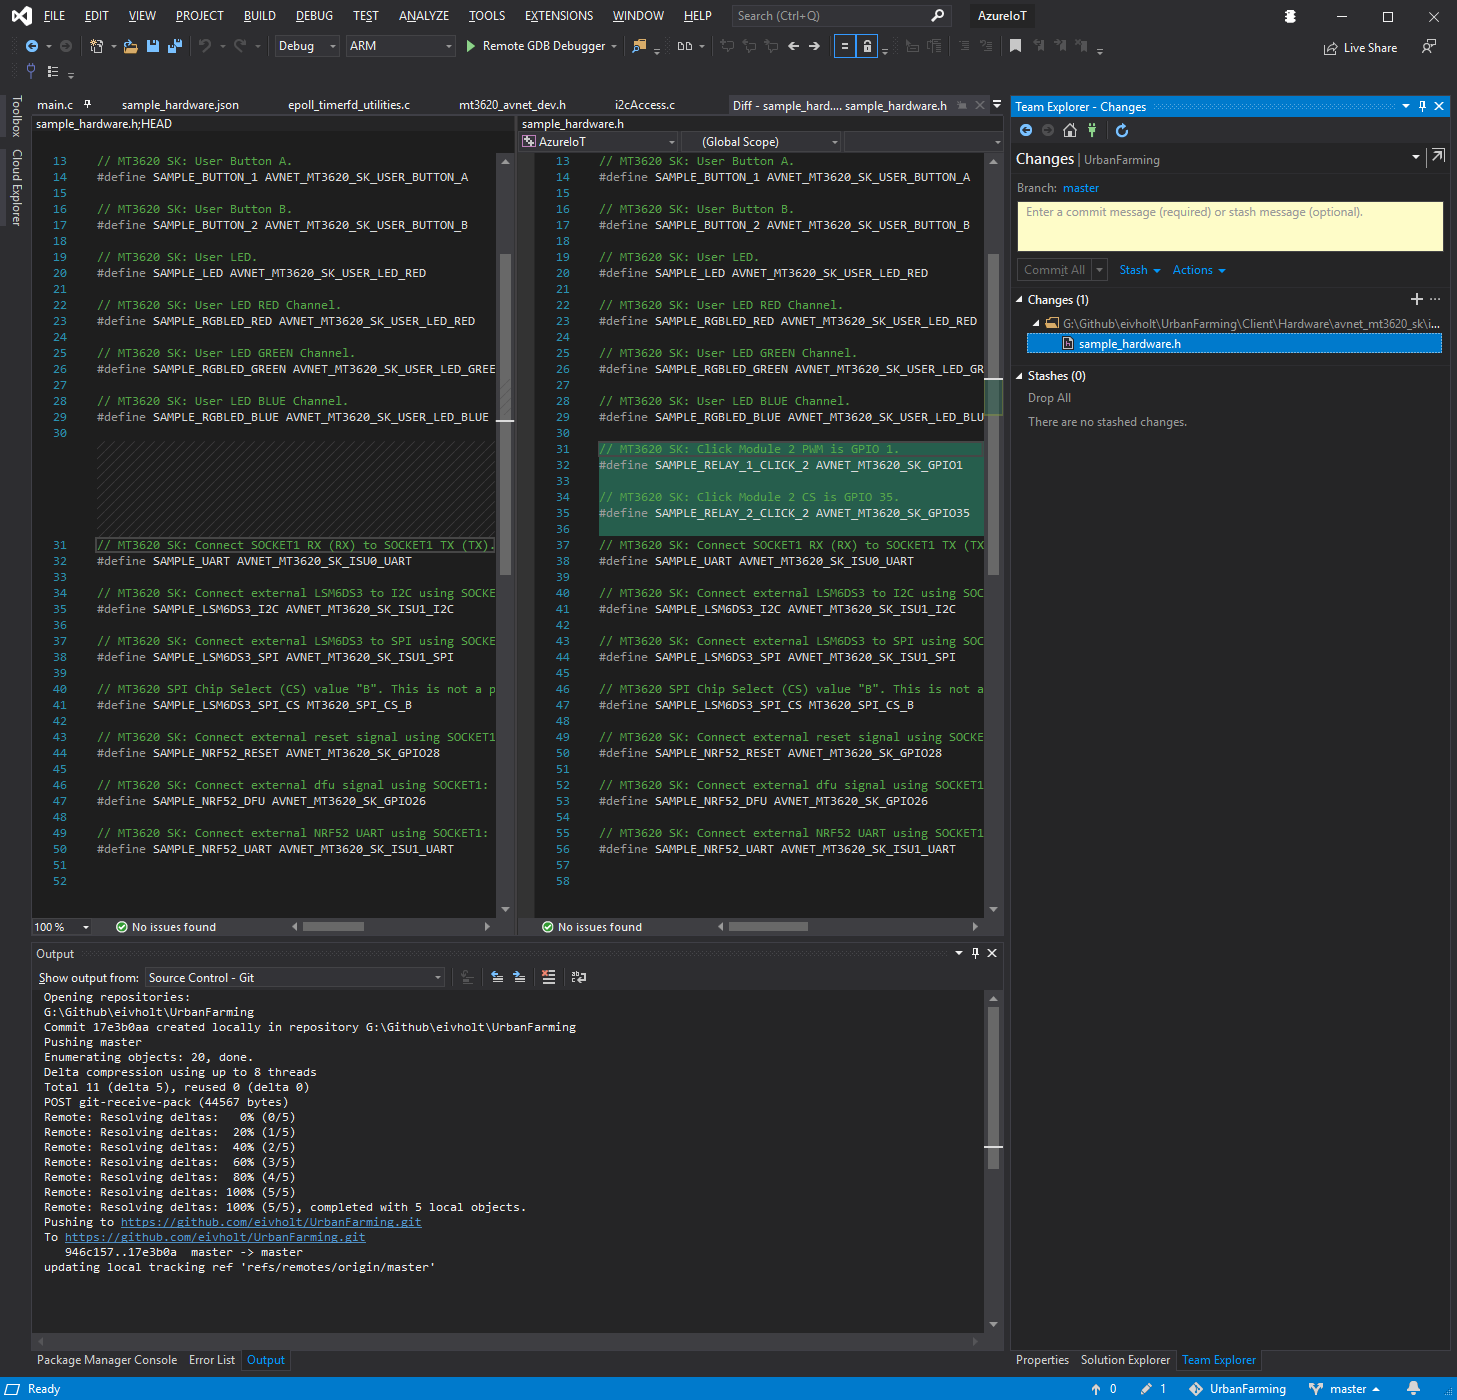 FILE EDIT VIEW PROJECT BUILD DEBUG TEST ANALYZE TOOLS EXTENSIONS WINDOW HELP Search (Ctrl+Q) AzureIoT
Debug ARM Remote GDB Debugger Live Share
Toolbox
Cloud Explorer
main.c sample_hardware.json epoll_timerfd_utilities.c mt3620_avnet_dev.h i2cAccess.c Diff - sample_hard.... sample_hardware.h
sample_hardware.h;HEAD
13 // MT3620 SK: User Button A.
14 #define SAMPLE_BUTTON_1 AVNET_MT3620_SK_USER_BUTTON_A
15
16 // MT3620 SK: User Button B.
17 #define SAMPLE_BUTTON_2 AVNET_MT3620_SK_USER_BUTTON_B
18
19 // MT3620 SK: User LED.
20 #define SAMPLE_LED AVNET_MT3620_SK_USER_LED_RED
21
22 // MT3620 SK: User LED RED Channel.
23 #define SAMPLE_RGBLED_RED AVNET_MT3620_SK_USER_LED_RED
24
25 // MT3620 SK: User LED GREEN Channel.
26 #define SAMPLE_RGBLED_GREEN AVNET_MT3620_SK_USER_LED_GREE
27
28 // MT3620 SK: User LED BLUE Channel.
29 #define SAMPLE_RGBLED_BLUE AVNET_MT3620_SK_USER_LED_BLUE
30
31 // MT3620 SK: Connect SOCKET1 RX (RX) to SOCKET1 TX (TX).
32 #define SAMPLE_UART AVNET_MT3620_SK_ISU0_UART
33
34 // MT3620 SK: Connect external LSM6DS3 to I2C using SOCKE
35 #define SAMPLE_LSM6DS3_I2C AVNET_MT3620_SK_ISU1_I2C
36
37 // MT3620 SK: Connect external LSM6DS3 to SPI using SOCKE
38 #define SAMPLE_LSM6DS3_SPI AVNET_MT3620_SK_ISU1_SPI
39
40 // MT3620 SPI Chip Select (CS) value "B". This is not a p
41 #define SAMPLE_LSM6DS3_SPI_CS MT3620_SPI_CS_B
42
43 // MT3620 SK: Connect external reset signal using SOCKET1
44 #define SAMPLE_NRF52_RESET AVNET_MT3620_SK_GPIO28
45
46 // MT3620 SK: Connect external dfu signal using SOCKET1:
47 #define SAMPLE_NRF52_DFU AVNET_MT3620_SK_GPIO26
48
49 // MT3620 SK: Connect external NRF52 UART using SOCKET1:
50 #define SAMPLE_NRF52_UART AVNET_MT3620_SK_ISU1_UART
51
52
100 % No issues found
sample_hardware.h
AzureIoT (Global Scope)
13 // MT3620 SK: User Button A.
14 #define SAMPLE_BUTTON_1 AVNET_MT3620_SK_USER_BUTTON_A
15
16 // MT3620 SK: User Button B.
17 #define SAMPLE_BUTTON_2 AVNET_MT3620_SK_USER_BUTTON_B
18
19 // MT3620 SK: User LED.
20 #define SAMPLE_LED AVNET_MT3620_SK_USER_LED_RED
21
22 // MT3620 SK: User LED RED Channel.
23 #define SAMPLE_RGBLED_RED AVNET_MT3620_SK_USER_LED_RED
24
25 // MT3620 SK: User LED GREEN Channel.
26 #define SAMPLE_RGBLED_GREEN AVNET_MT3620_SK_USER_LED_GR
27
28 // MT3620 SK: User LED BLUE Channel.
29 #define SAMPLE_RGBLED_BLUE AVNET_MT3620_SK_USER_LED_BLU
30
31 // MT3620 SK: Click Module 2 PWM is GPIO 1.
32 #define SAMPLE_RELAY_1_CLICK_2 AVNET_MT3620_SK_GPIO1
33
34 // MT3620 SK: Click Module 2 CS is GPIO 35.
35 #define SAMPLE_RELAY_2_CLICK_2 AVNET_MT3620_SK_GPIO35
36
37 // MT3620 SK: Connect SOCKET1 RX (RX) to SOCKET1 TX (TX
38 #define SAMPLE_UART AVNET_MT3620_SK_ISU0_UART
39
40 // MT3620 SK: Connect external LSM6DS3 to I2C using SOC
41 #define SAMPLE_LSM6DS3_I2C AVNET_MT3620_SK_ISU1_I2C
42
43 // MT3620 SK: Connect external LSM6DS3 to SPI using SOC
44 #define SAMPLE_LSM6DS3_SPI AVNET_MT3620_SK_ISU1_SPI
45
46 // MT3620 SPI Chip Select (CS) value "B". This is not a
47 #define SAMPLE_LSM6DS3_SPI_CS MT3620_SPI_CS_B
48
49 // MT3620 SK: Connect external reset signal using SOCKE
50 #define SAMPLE_NRF52_RESET AVNET_MT3620_SK_GPIO28
51
52 // MT3620 SK: Connect external dfu signal using SOCKET1
53 #define SAMPLE_NRF52_DFU AVNET_MT3620_SK_GPIO26
54
55 // MT3620 SK: Connect external NRF52 UART using SOCKET1
56 #define SAMPLE_NRF52_UART AVNET_MT3620_SK_ISU1_UART
57
58
No issues found
Team Explorer - Changes
Changes | UrbanFarming
Branch: master
Enter a commit message (required) or stash message (optional).
Commit All Stash Actions
Changes (1)
G:\Github\eivholt\UrbanFarming\Client\Hardware\avnet_mt3620_sk\i...
sample_hardware.h
Stashes (0)
Drop All
There are no stashed changes.
Output
Show output from: Source Control - Git
Opening repositories:
G:\Github\eivholt\UrbanFarming
Commit 17e3b0aa created locally in repository G:\Github\eivholt\UrbanFarming
Pushing master
Enumerating objects: 20, done.
Delta compression using up to 8 threads
Total 11 (delta 5), reused 0 (delta 0)
POST git-receive-pack (44567 bytes)
Remote: Resolving deltas: 0% (0/5)
Remote: Resolving deltas: 20% (1/5)
Remote: Resolving deltas: 40% (2/5)
Remote: Resolving deltas: 60% (3/5)
Remote: Resolving deltas: 80% (4/5)
Remote: Resolving deltas: 100% (5/5)
Remote: Resolving deltas: 100% (5/5), completed with 5 local objects.
Pushing to https://github.com/eivholt/UrbanFarming.git
To https://github.com/eivholt/UrbanFarming.git
946c157..17e3b0a master -> master
updating local tracking ref 'refs/remotes/origin/master'
Package Manager Console Error List Output
Properties Solution Explorer Team Explorer
Ready 0 1 UrbanFarming master